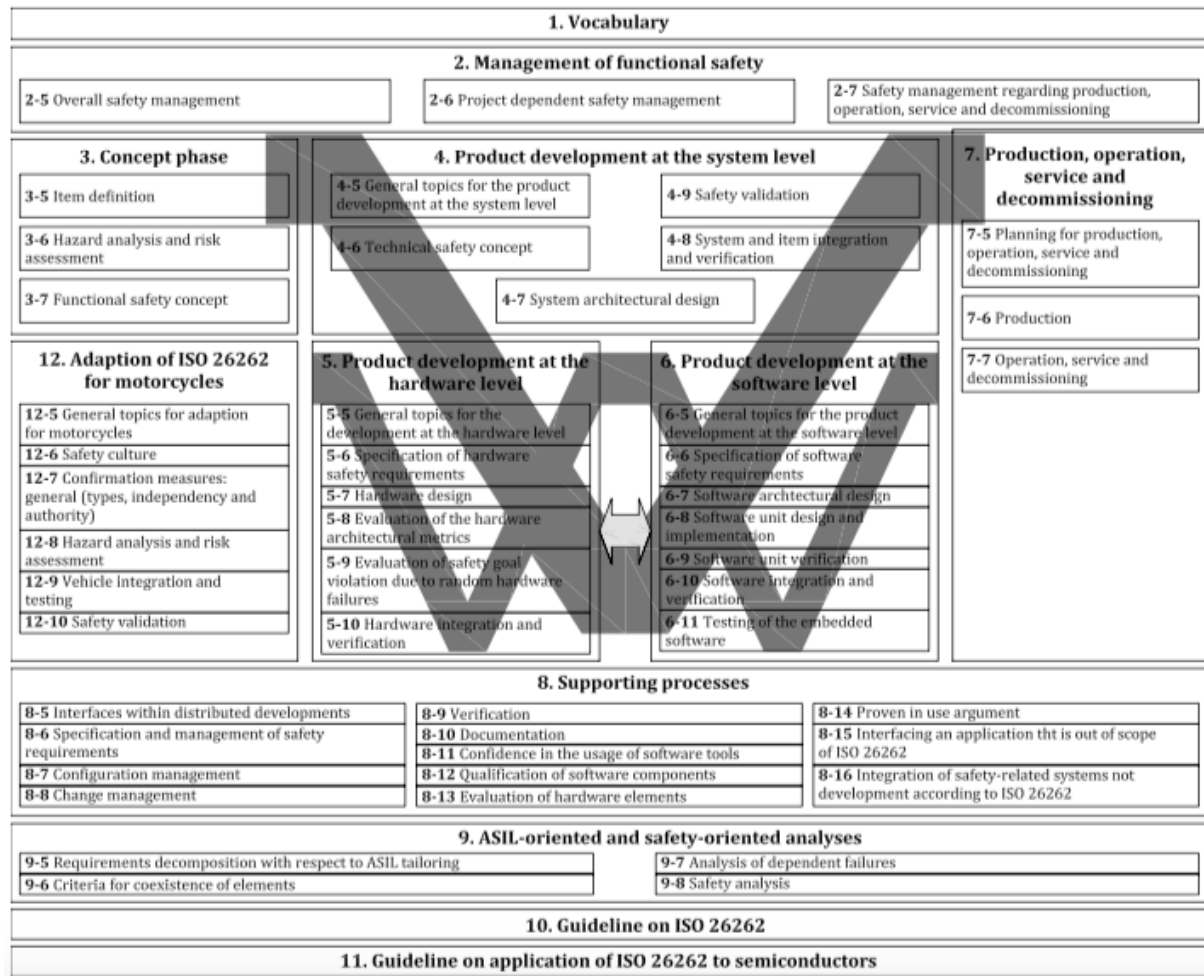 1. Vocabulary
2. Management of functional safety
2-5 Overall safety management
2-6 Project dependent safety management
2-7 Safety management regarding production,
operation, service and decommissioning
3. Concept phase
3-5 Item definition
3-6 Hazard analysis and risk
assessment
3-7 Functional safety concept
4. Product development at the system level
4-5 General topics for the product
development at the system level
4-6 Technical safety concept
4-9 Safety validation
4-8 System and item integration
and verification
4-7 System architectural design
7. Production, operation,
service and
decommissioning
7-5 Planning for production,
operation, service and
decommissioning
7-6 Production
7-7 Operation, service and
decommissioning
12. Adaption of ISO 26262
for motorcycles
12-5 General topics for adaption
for motorcycles
12-6 Safety culture
12-7 Confirmation measures:
general (types, independency and
authority)
12-8 Hazard analysis and risk
assessment
12-9 Vehicle integration and
testing
12-10 Safety validation
5. Product development at the
hardware level
5-5 General topics for the
development at the hardware level
5-6 Specification of hardware
safety requirements
5-7 Hardware design
5-8 Evaluation of the hardware
architectural metrics
5-9 Evaluation of safety goal
violation due to random hardware
failures
5-10 Hardware integration and
verification
6. Product development at the
software level
6-5 General topics for the product
development at the software level
6-6 Specification of software
safety requirements
6-7 Software archtectural design
6-8 Software unit design and
implementation
6-9 Software unit verification
6-10 Software integration and
verification
6-11 Testing of the embedded
software
8. Supporting processes
8-5 Interfaces within distributed developments
8-6 Specification and management of safety
requirements
8-7 Configuration management
8-8 Change management
8-9 Verification
8-10 Documentation
8-11 Confidence in the usage of software tools
8-12 Qualification of software components
8-13 Evaluation of hardware elements
8-14 Proven in use argument
8-15 Interfacing an application tht is out of scope
of ISO 26262
8-16 Integration of safety-related systems not
development according to ISO 26262
9. ASIL-oriented and safety-oriented analyses
9-5 Requirements decomposition with respect to ASIL tailoring
9-6 Criteria for coexistence of elements
9-7 Analysis of dependent failures
9-8 Safety analysis
10. Guideline on ISO 26262
11. Guideline on application of ISO 26262 to semiconductors